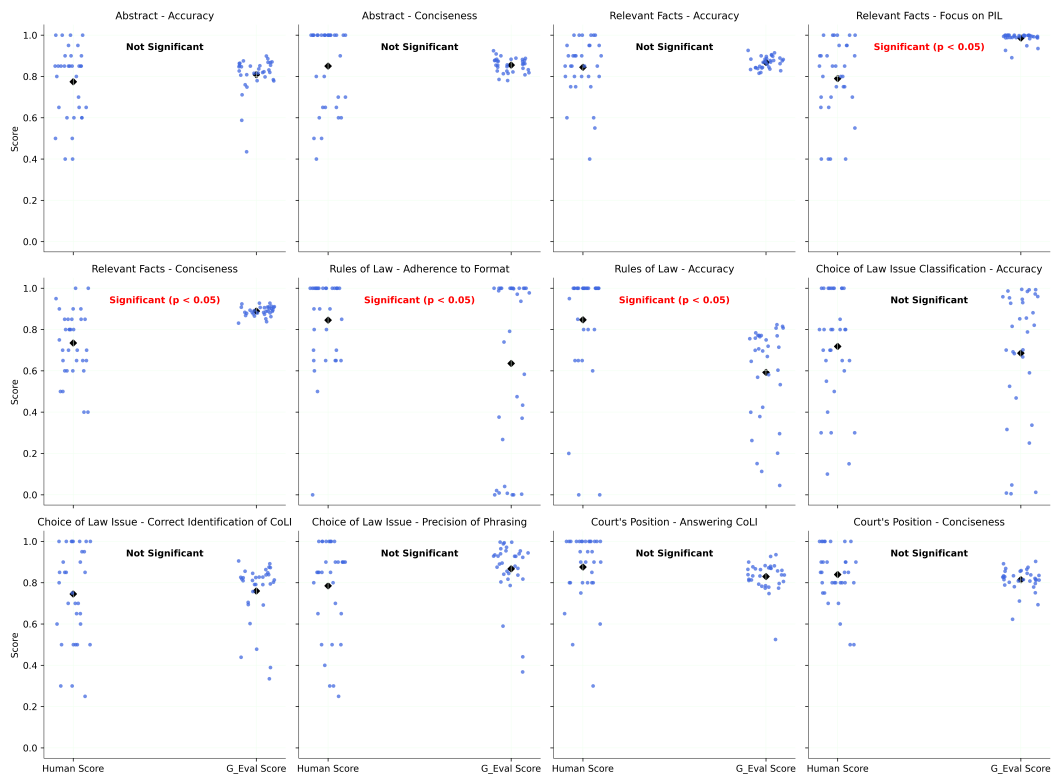 Abstract - Accuracy
Abstract - Conciseness
Relevant Facts - Accuracy
Relevant Facts - Focus on PIL
Not Significant
Not Significant
Not Significant
Significant (p < 0.05)
Score
1.0
0.8
0.6
0.4
0.2
0.0
Relevant Facts - Conciseness
Rules of Law - Adherence to Format
Rules of Law - Accuracy
Choice of Law Issue Classification - Accuracy
Significant (p < 0.05)
Significant (p < 0.05)
Significant (p < 0.05)
Not Significant
Score
1.0
0.8
0.6
0.4
0.2
0.0
Choice of Law Issue - Correct Identification of CoLI
Choice of Law Issue - Precision of Phrasing
Court's Position - Answering CoLI
Court's Position - Conciseness
Not Significant
Not Significant
Not Significant
Not Significant
Score
1.0
0.8
0.6
0.4
0.2
0.0
Human Score
G_Eval Score
Human Score
G_Eval Score
Human Score
G_Eval Score
Human Score
G_Eval Score